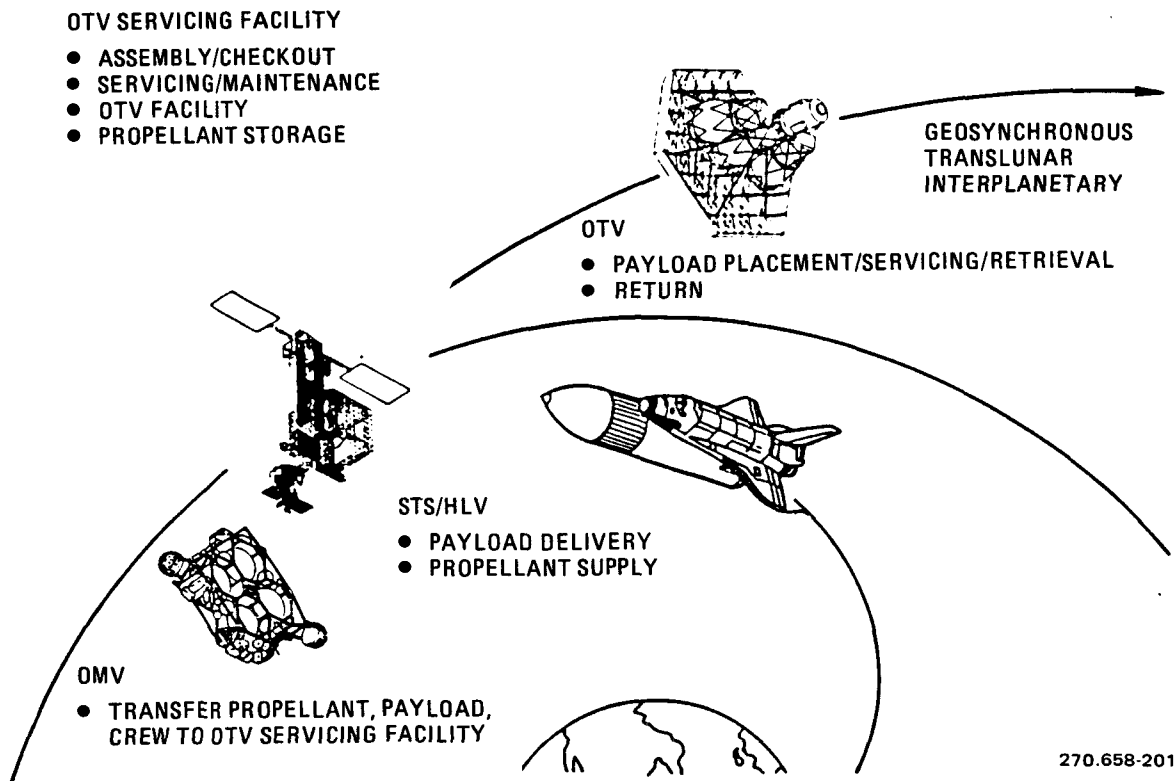 OTV SERVICING FACILITY
● ASSEMBLY/CHECKOUT
● SERVICING/MAINTENANCE
● OTV FACILITY
● PROPELLANT STORAGE
GEOSYNCHRONOUS
TRANSLUNAR
INTERPLANETARY
OTV
● PAYLOAD PLACEMENT/SERVICING/RETRIEVAL
● RETURN
STS/HLV
● PAYLOAD DELIVERY
● PROPELLANT SUPPLY
OMV
● TRANSFER PROPELLANT, PAYLOAD,
CREW TO OTV SERVICING FACILITY
270.658-201